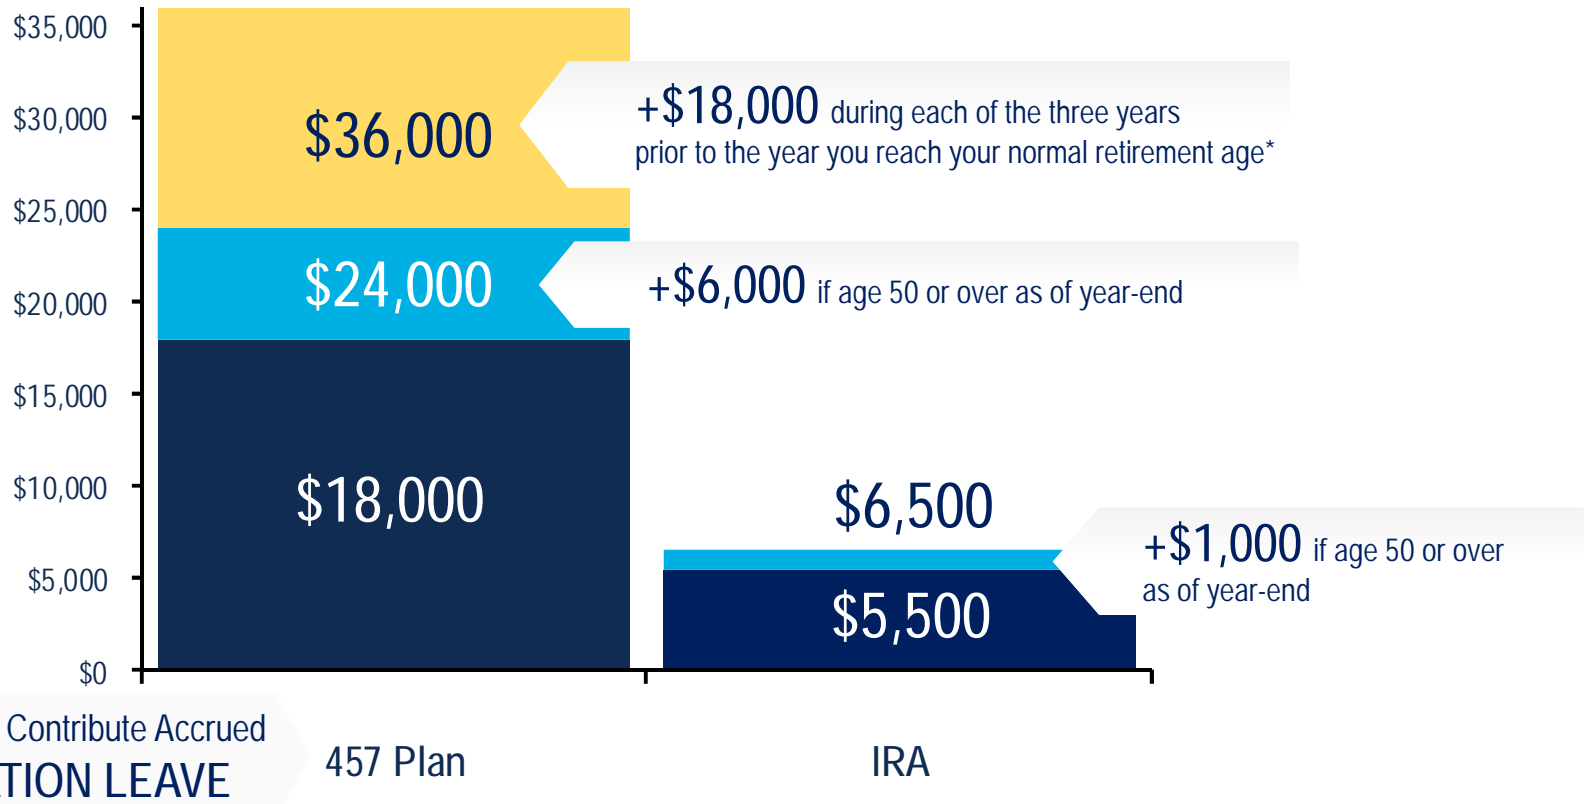 $35,000
$30,000
$25,000
$20,000
$15,000
$10,000
$5,000
$0
$36,000
+$18,000 during each of the three years
prior to the year you reach your normal retirement age*
$24,000
+$6,000 if age 50 or over as of year-end
$18,000
$6,500
+$1,000 if age 50 or over
as of year-end
$5,500
Contribute Accrued
TION LEAVE
457 Plan
IRA